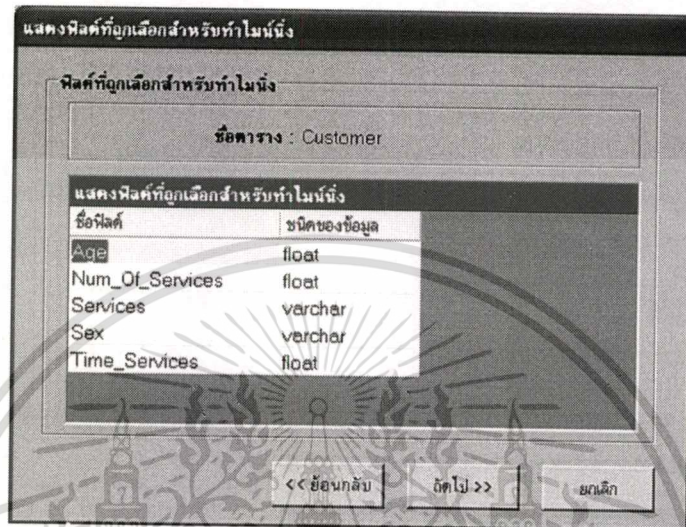 แสดงฟิลด์ที่ถูกเลือกสำหรับทำไมน์นิ่ง
ฟิลด์ที่ถูกเลือกสำหรับทำไมนิ่ง
ชื่อตาราง : Customer
แสดงฟิลด์ที่ถูกเลือกสำหรับทำไมน์นิ่ง
ชื่อฟิลด์ ชนิดของข้อมูล
Age float
Num_Of_Services float
Services varchar
Sex varchar
Time_Services float
<< ย้อนกลับ ถัดไป >> ยกเลิก